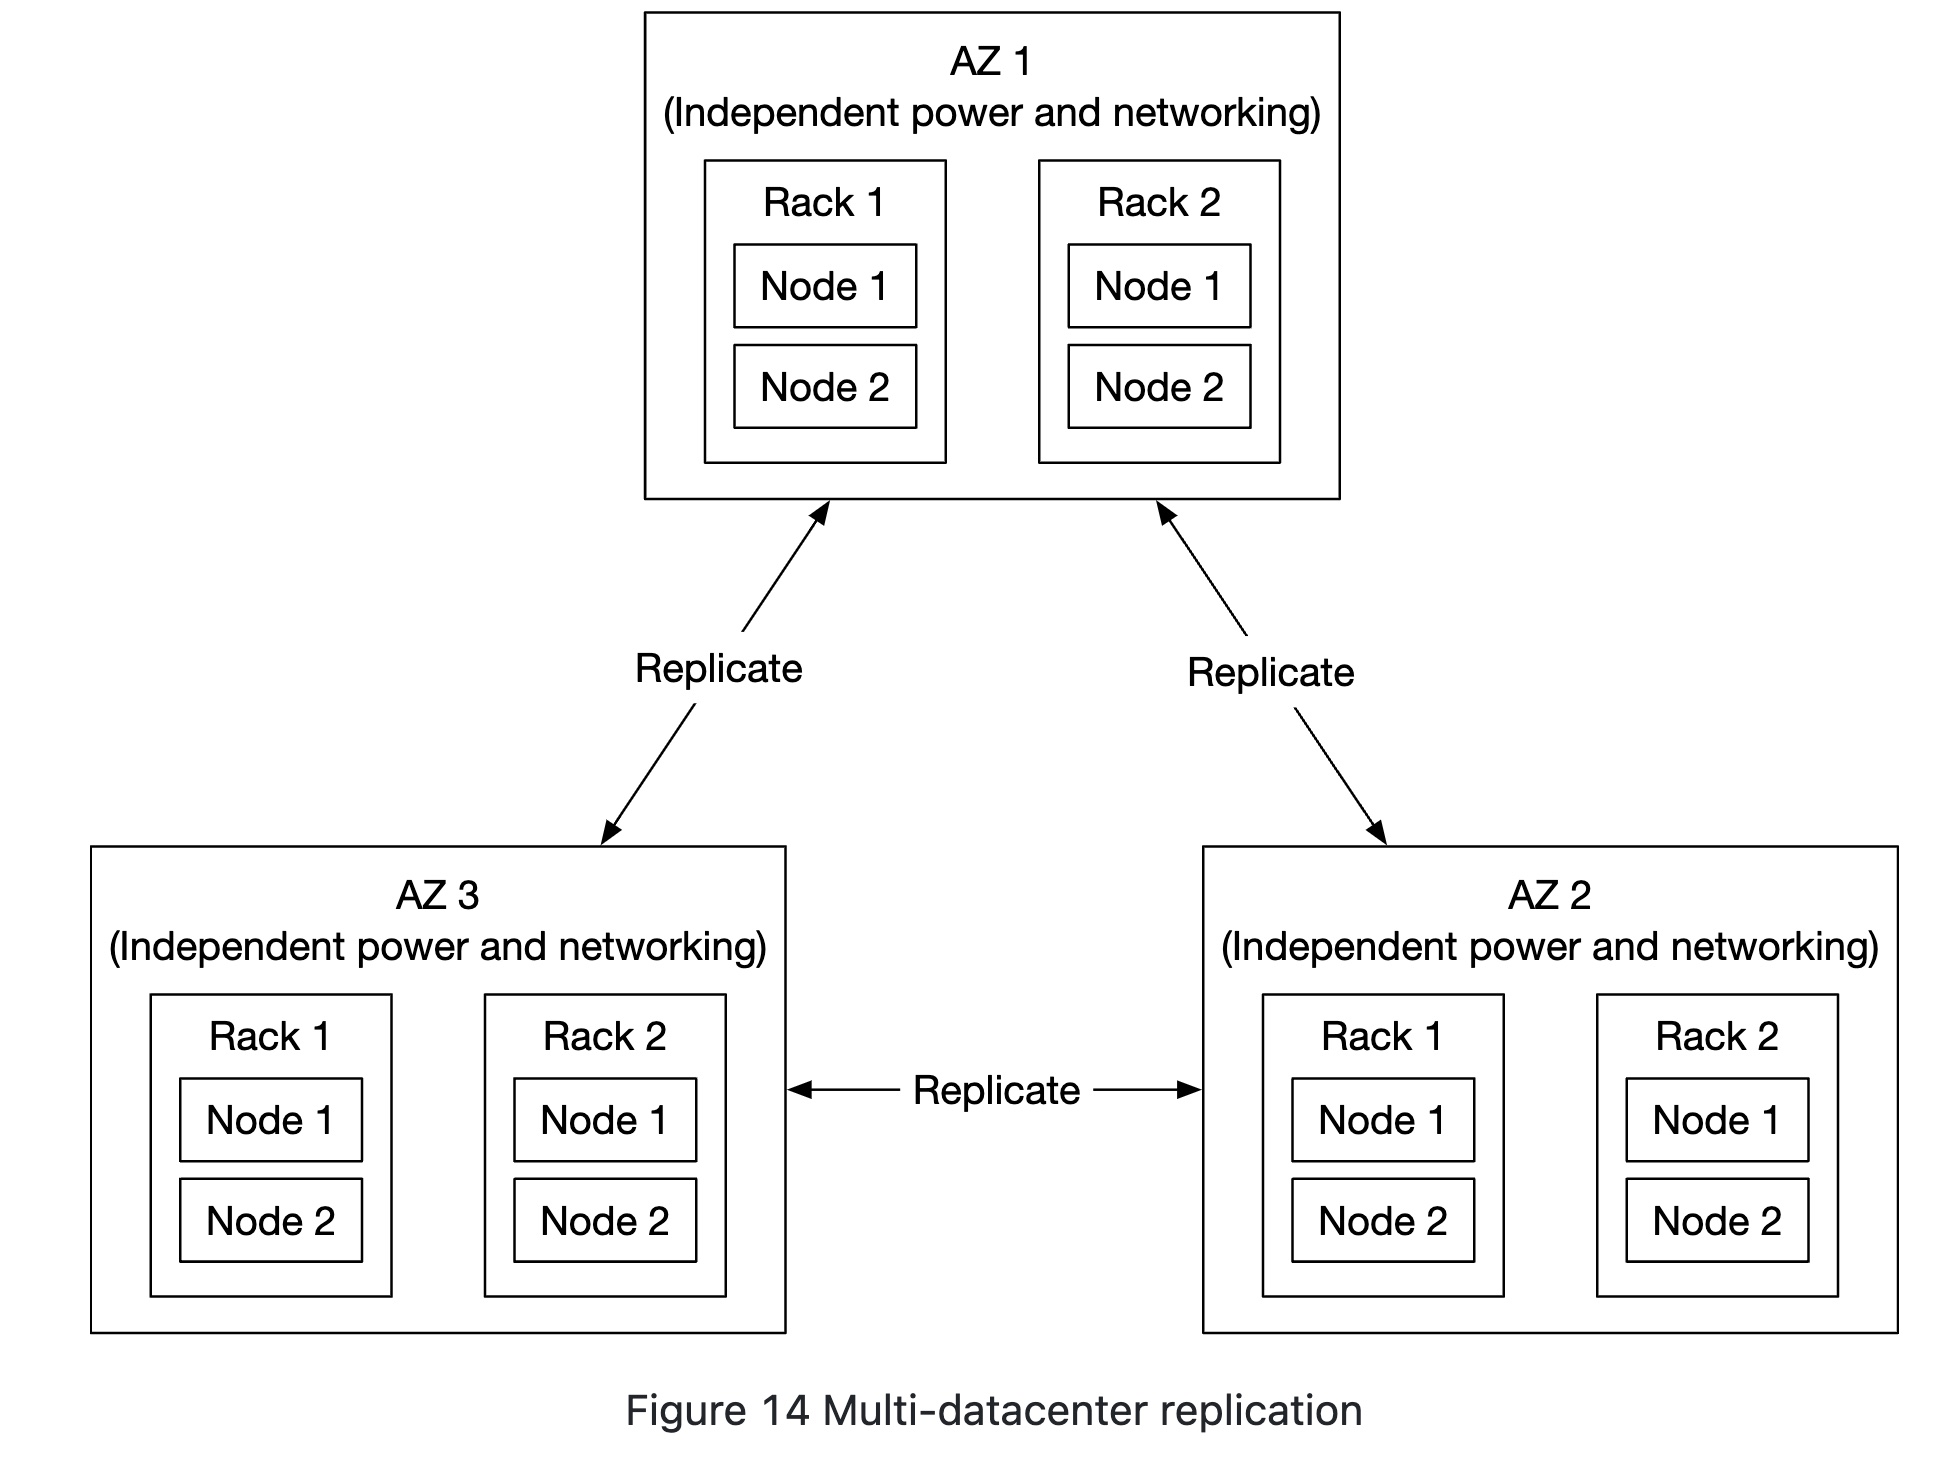 AZ 1
(Independent power and networking)
Rack 1
Node 1
Node 2
Rack 2
Node 1
Node 2
Replicate
Replicate
AZ 3
(Independent power and networking)
Rack 1
Node 1
Node 2
Rack 2
Node 1
Node 2
Replicate
AZ 2
(Independent power and networking)
Rack 1
Node 1
Node 2
Rack 2
Node 1
Node 2
Figure 14 Multi-datacenter replication